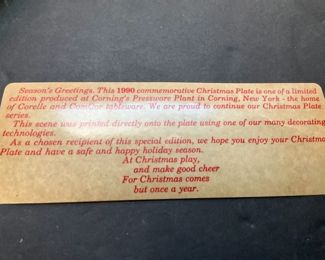 Season's Greetings. This 1990 commemorative Christmas Plate is one of a limited
edition produced at Corning's Pressware Plant in Corning, New York - the home
of Corelle and ComCor tableware. We are proud to continue our Christmas Plate
series.
This scene was printed directly onto the plate using one of our many decorating
technologies.
As a chosen recipient of this special edition, we hope you enjoy your Christmas
Plate and have a safe and happy holiday season.
At Christmas play,
and make good cheer
For Christmas comes
but once a year.